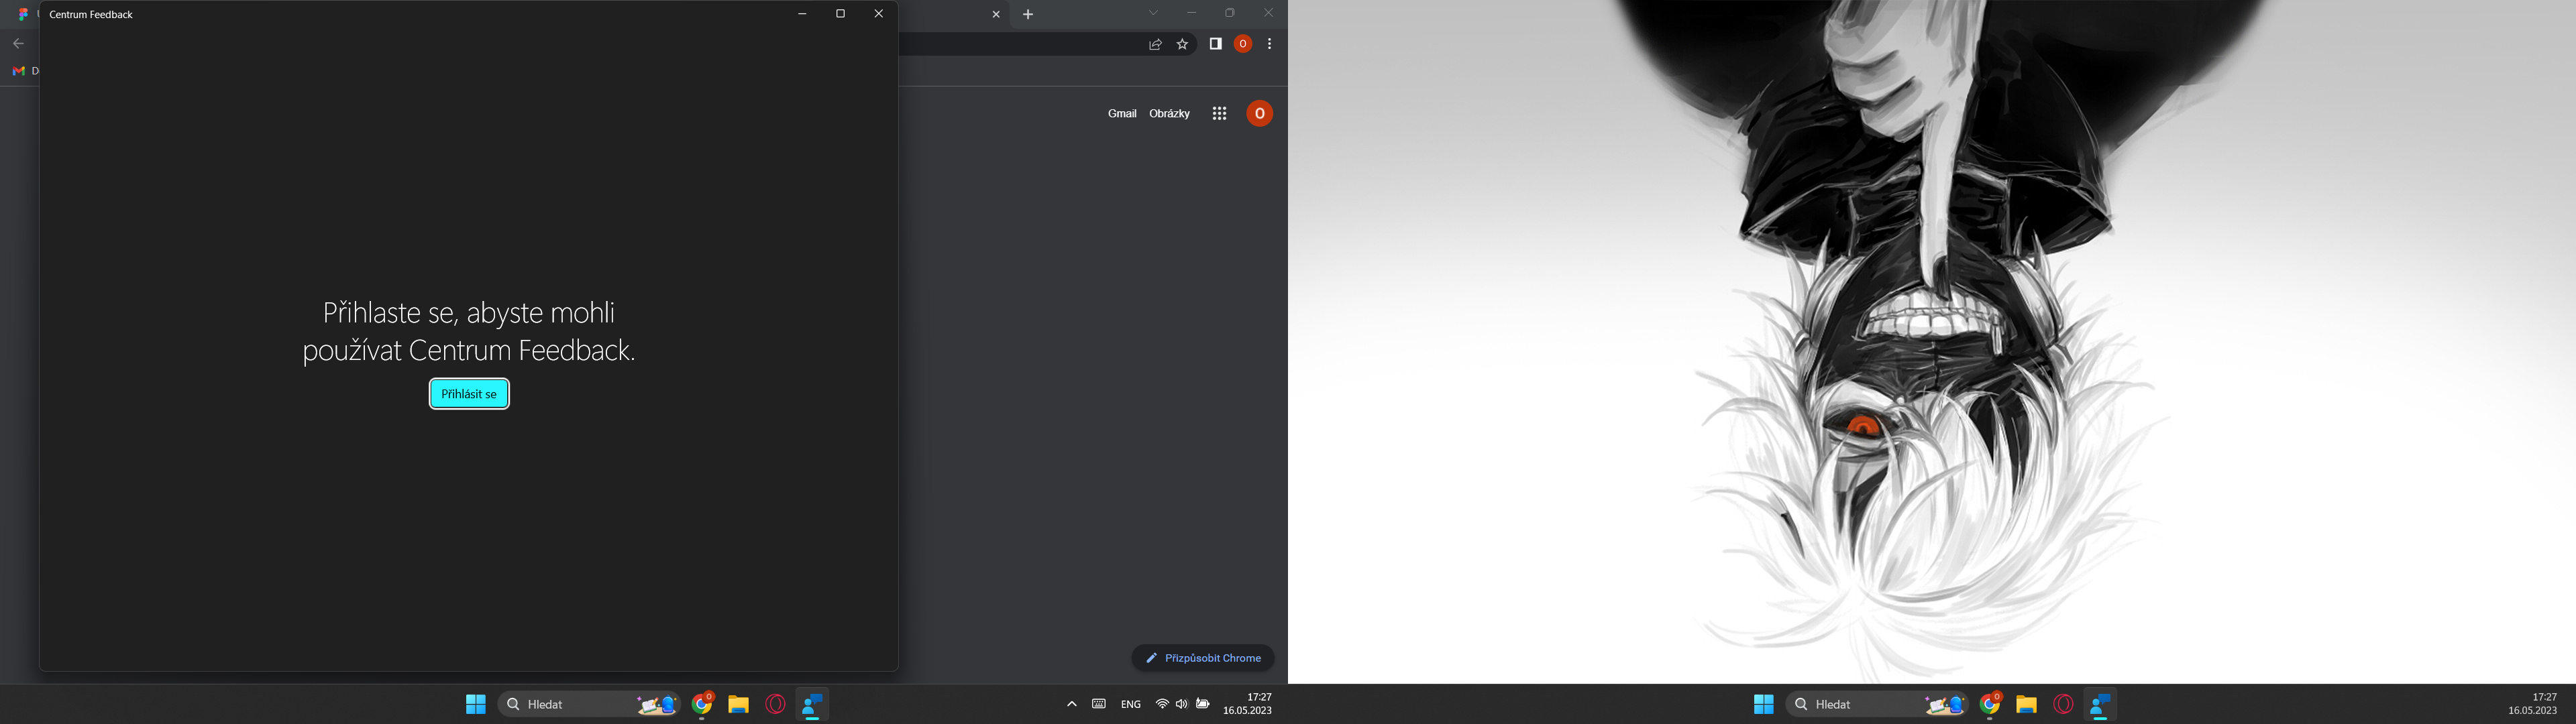 Centrum Feedback
Gmail Obrázky
O
O
Přihlaste se, abyste mohli
používat Centrum Feedback.
Přihlásit se
Přizpůsobit Chrome
Hledat
ENG
17:27
16.05.2023
Hledat
17:27
16.05.2023